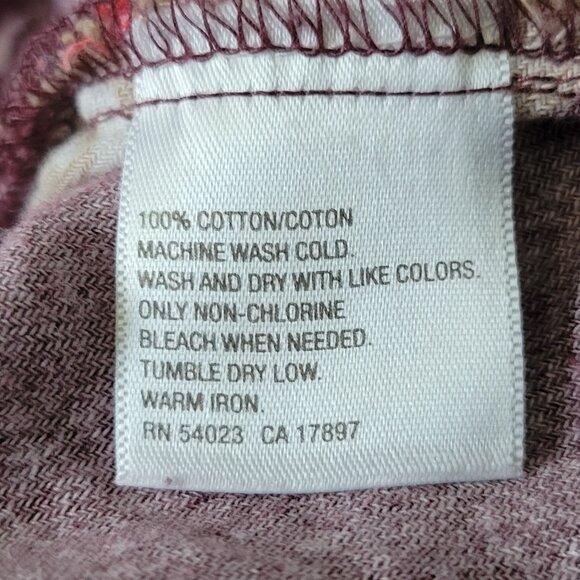 100% COTTON/COTON
MACHINE WASH COLD.
WASH AND DRY WITH LIKE COLORS.
ONLY NON-CHLORINE
BLEACH WHEN NEEDED.
TUMBLE DRY LOW.
WARM IRON.
RN 54023 CA 17897